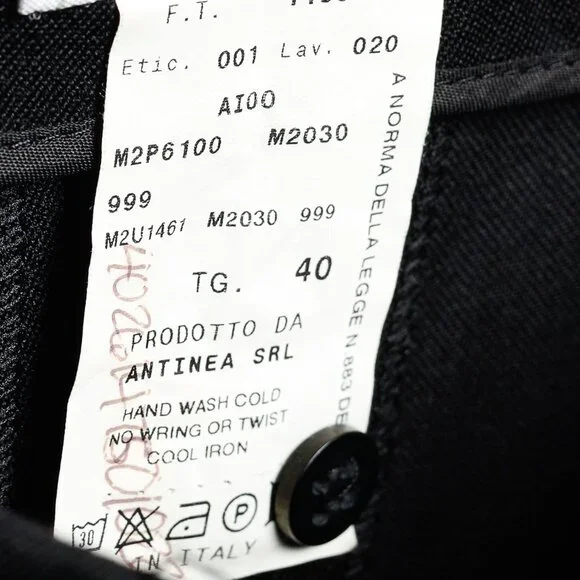 F.T.
Etic. 001 Lav. 020
AI00
M2P6100 M2030
999
M2U1461 M2030 999
TG. 40
PRODOTTO DA
ANTINEA SRL
HAND WASH COLD
NO WRING OR TWIST
COOL IRON
30
P
IN ITALY
A NORMA DELLA LEGGE N 883 DE